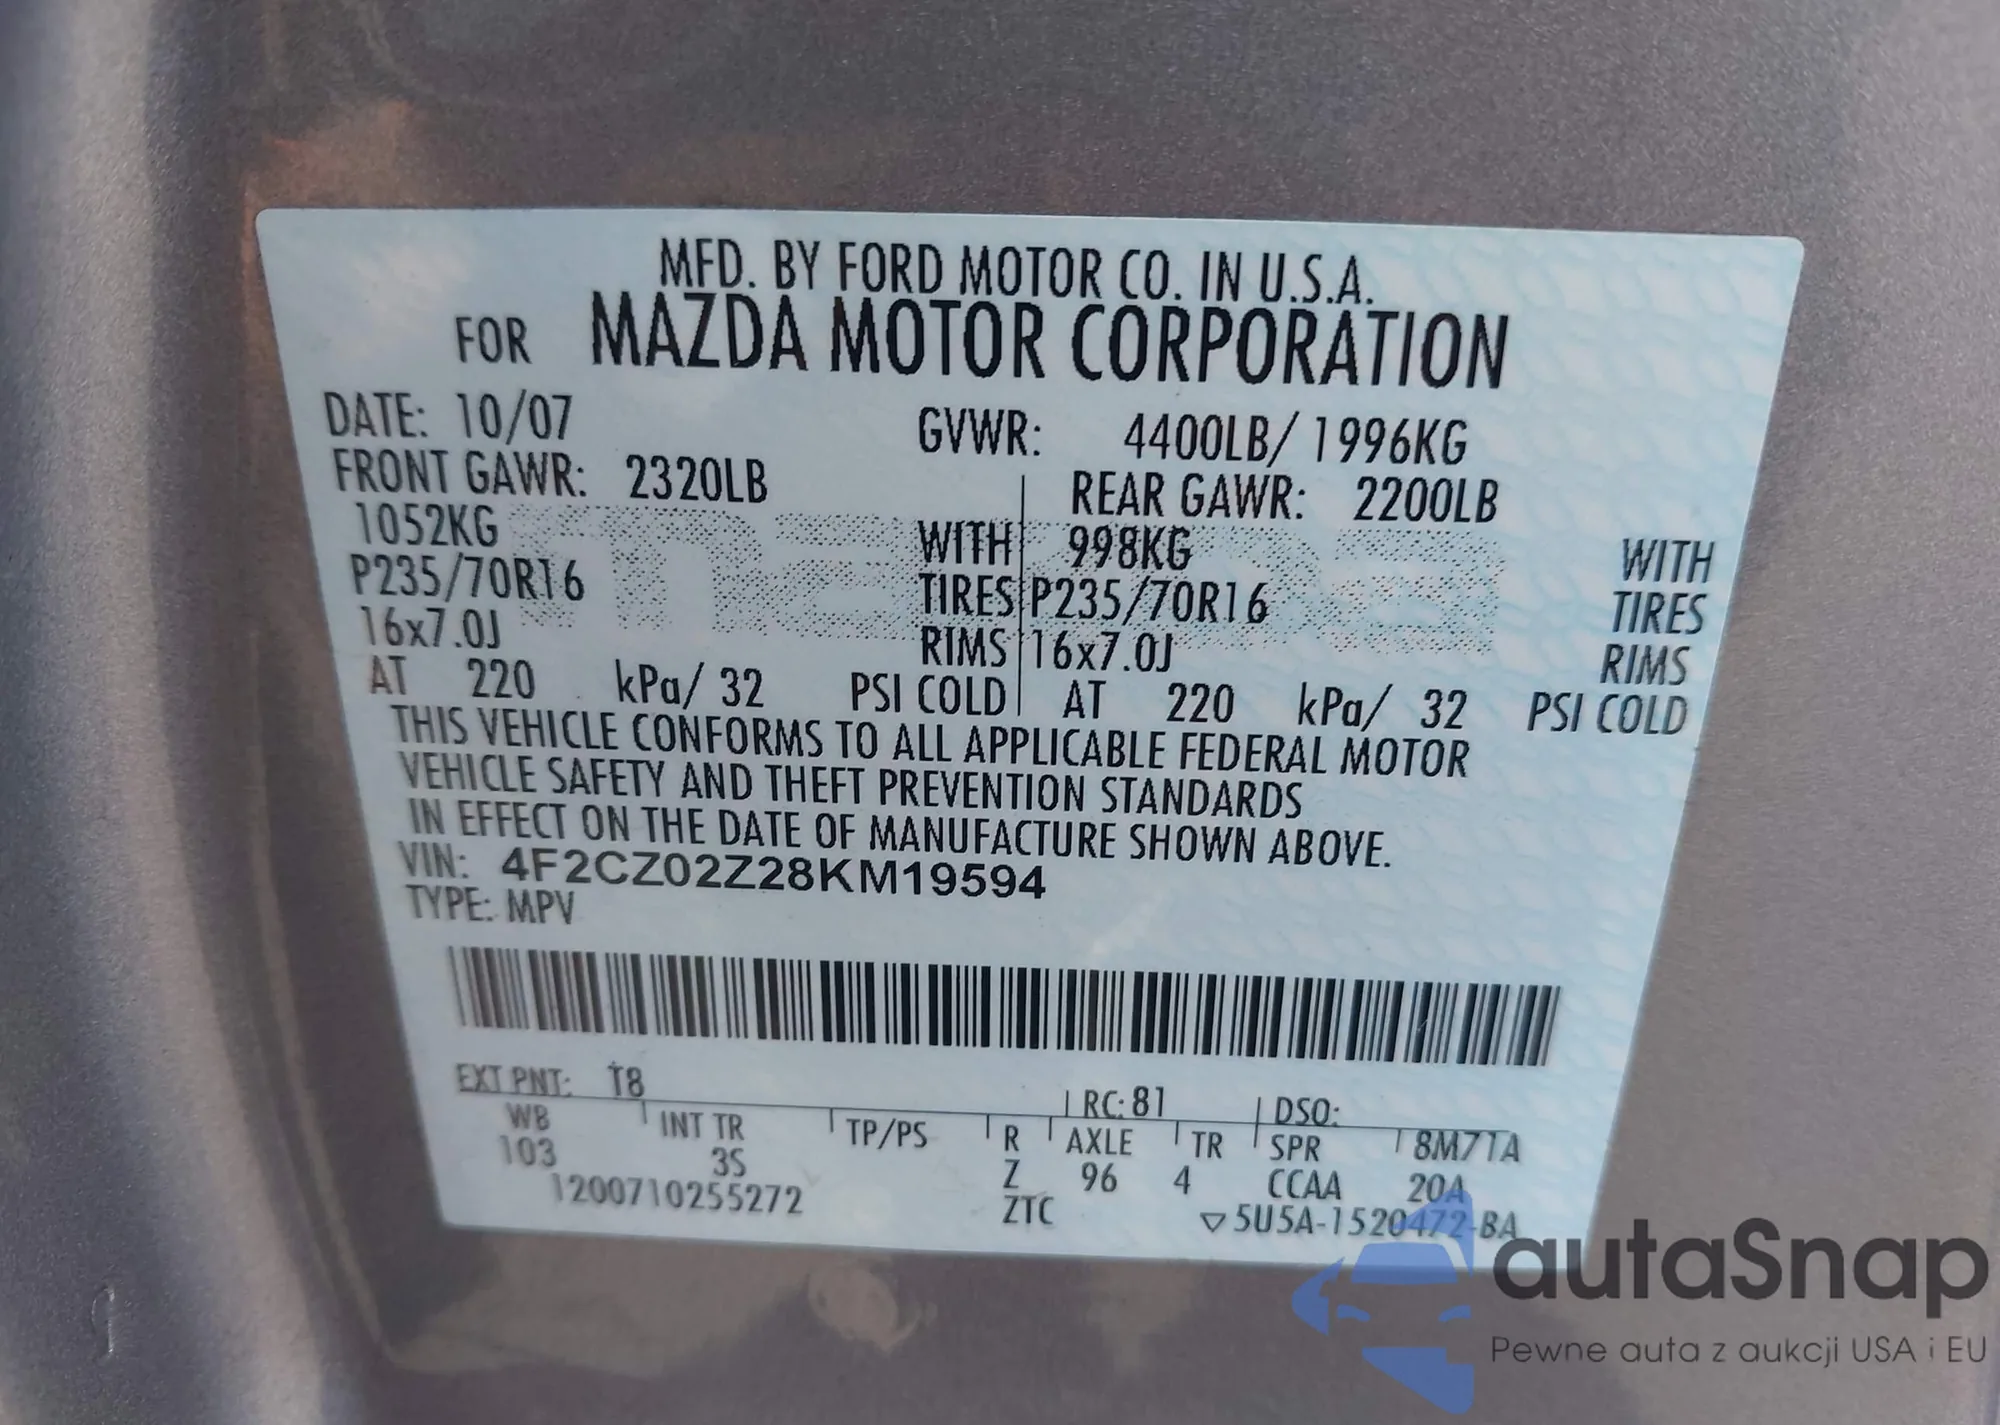 MFD. BY FORD MOTOR CO. IN U.S.A.
FOR MAZDA MOTOR CORPORATION
DATE: 10/07 GVWR: 4400LB/ 1996KG
FRONT GAWR: 2320LB REAR GAWR: 2200LB
1052KG WITH 998KG WITH
P235/70R16 TIRES P235/70R16 TIRES
16x7.0J RIMS 16x7.0J RIMS
AT 220 kPa/ 32 PSI COLD AT 220 kPa/ 32 PSI COLD
THIS VEHICLE CONFORMS TO ALL APPLICABLE FEDERAL MOTOR
VEHICLE SAFETY AND THEFT PREVENTION STANDARDS
IN EFFECT ON THE DATE OF MANUFACTURE SHOWN ABOVE.
VIN: 4F2CZ02Z28KM19594
TYPE: MPV
EXT PNT: T8 RC: 81 DSO:
WB INT TR TP/PS R AXLE TR SPR 8M71A
103 3S Z 96 4 CCAA 20A
1200710255272 ZTC ▽5U5A-1520472-BA
autaSnap
Pewne auta z aukcji USA i EU